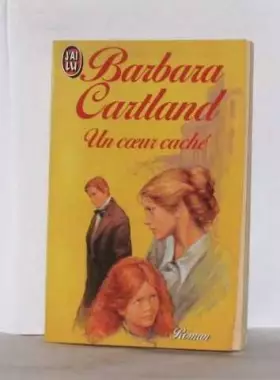 J'AI
LU
Barbara
Cartland
Un cœur caché
Roman